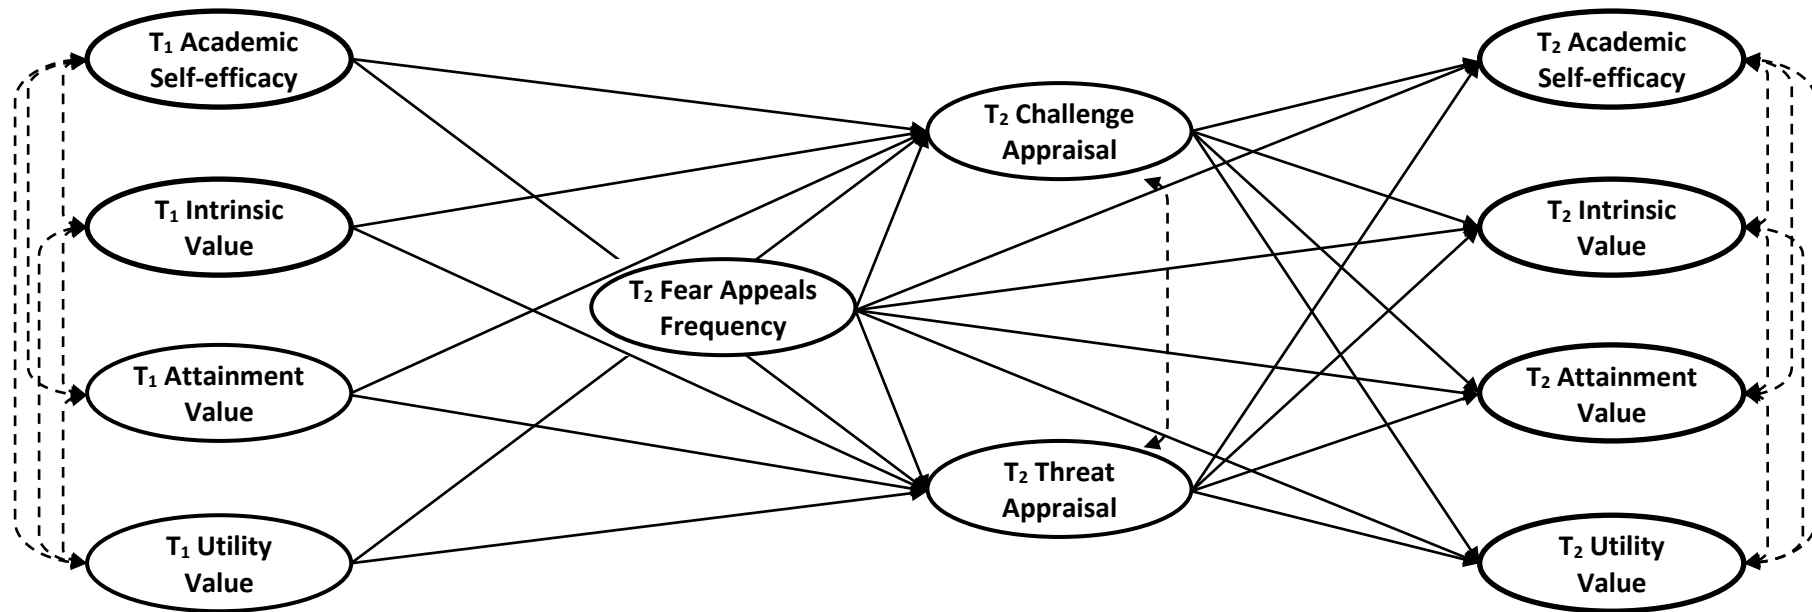 T₁ Academic
Self-efficacy
T₁ Intrinsic
Value
T₁ Attainment
Value
T₁ Utility
Value
T₂ Fear Appeals
Frequency
T₂ Challenge
Appraisal
T₂ Threat
Appraisal
T₂ Academic
Self-efficacy
T₂ Intrinsic
Value
T₂ Attainment
Value
T₂ Utility
Value